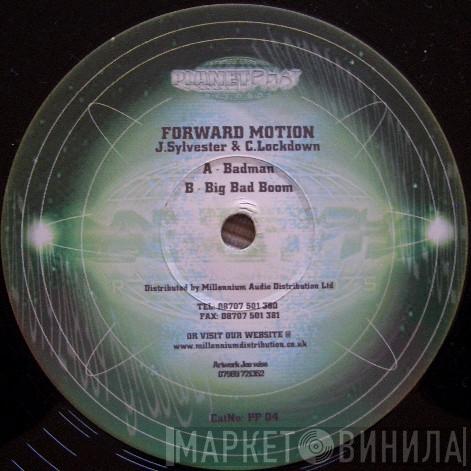 PLANET PHAT
FORWARD MOTION
J.Sylvester & C.Lockdown
A - Badman
B - Big Bad Boom
Distributed by Millennium Audio Distribution Ltd
TEL: 08707 501 380
FAX: 08707 501 381
OR VISIT OUR WEBSITE @
www.millenniumdistribution.co.uk
CatNo: PP 04
МАРКЕТ ВИНИЛА